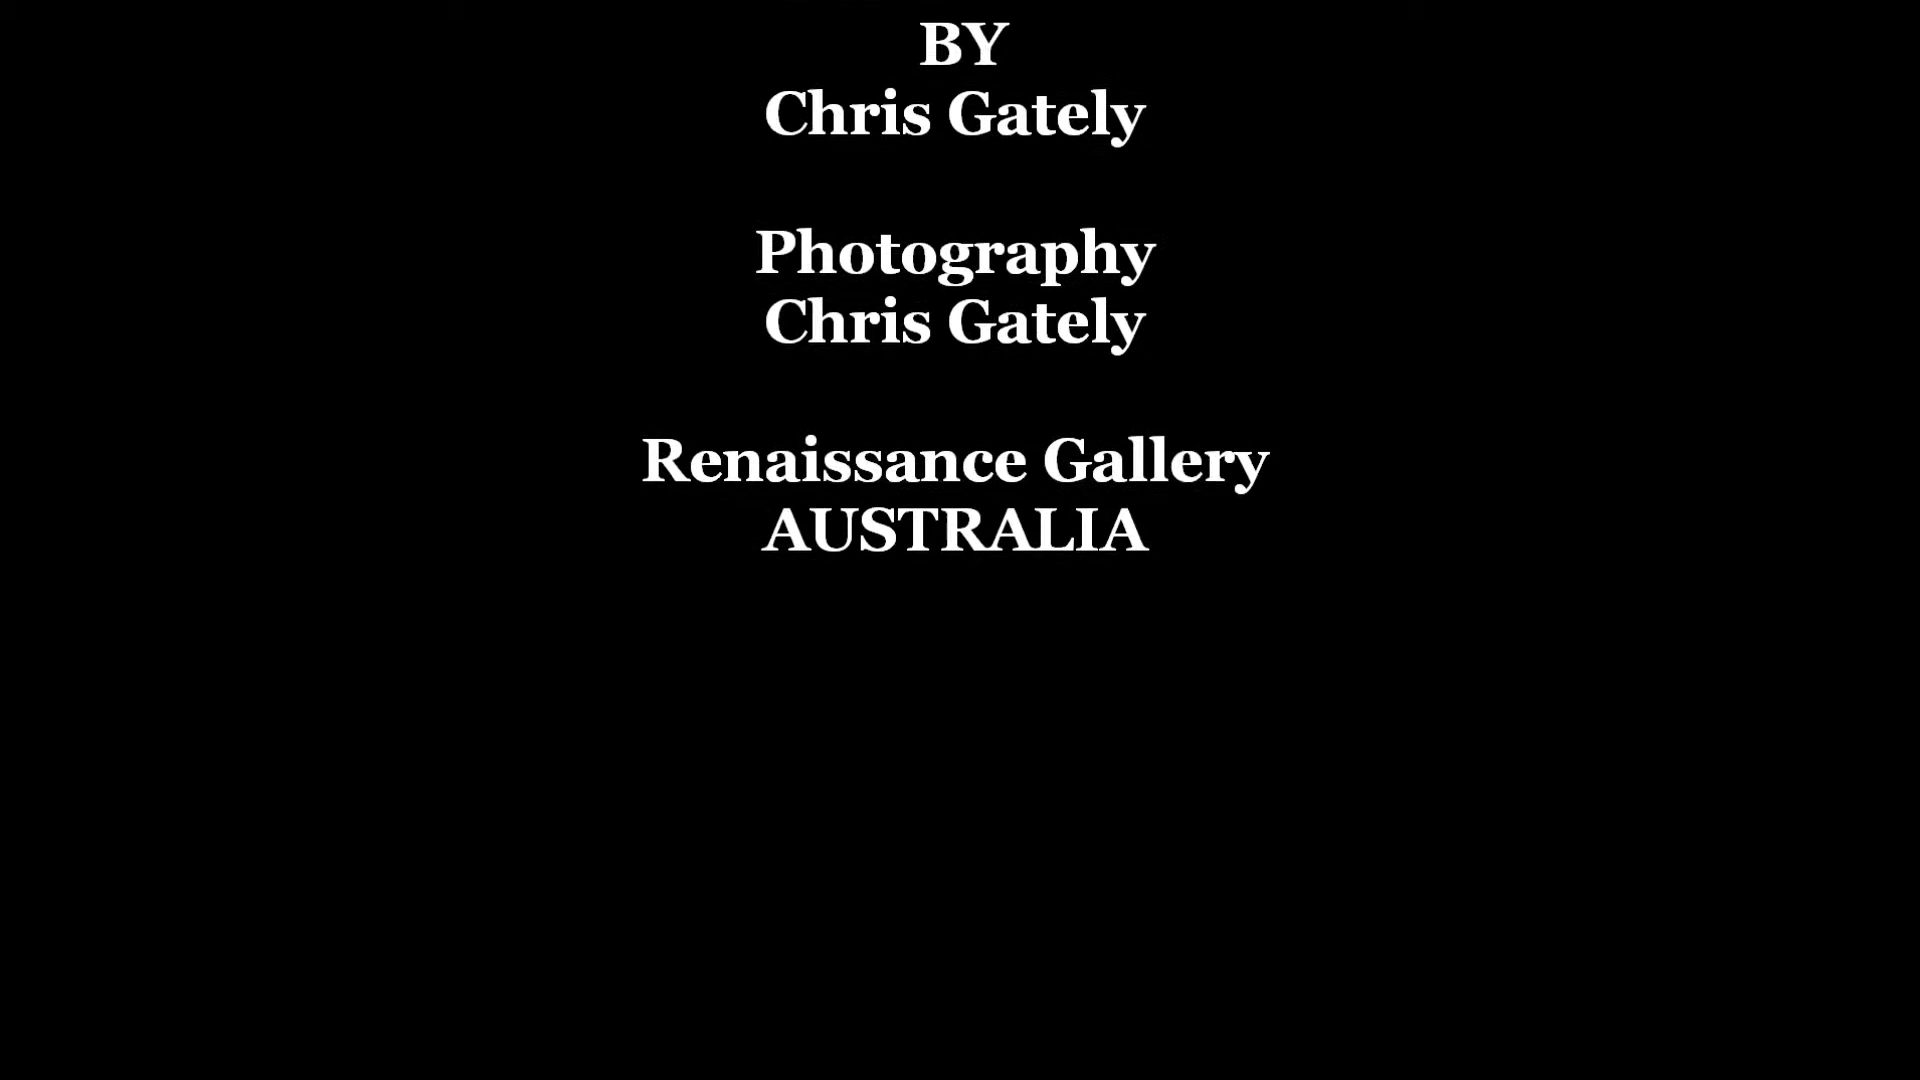 BY
Chris Gately
Photography
Chris Gately
Renaissance Gallery
AUSTRALIA